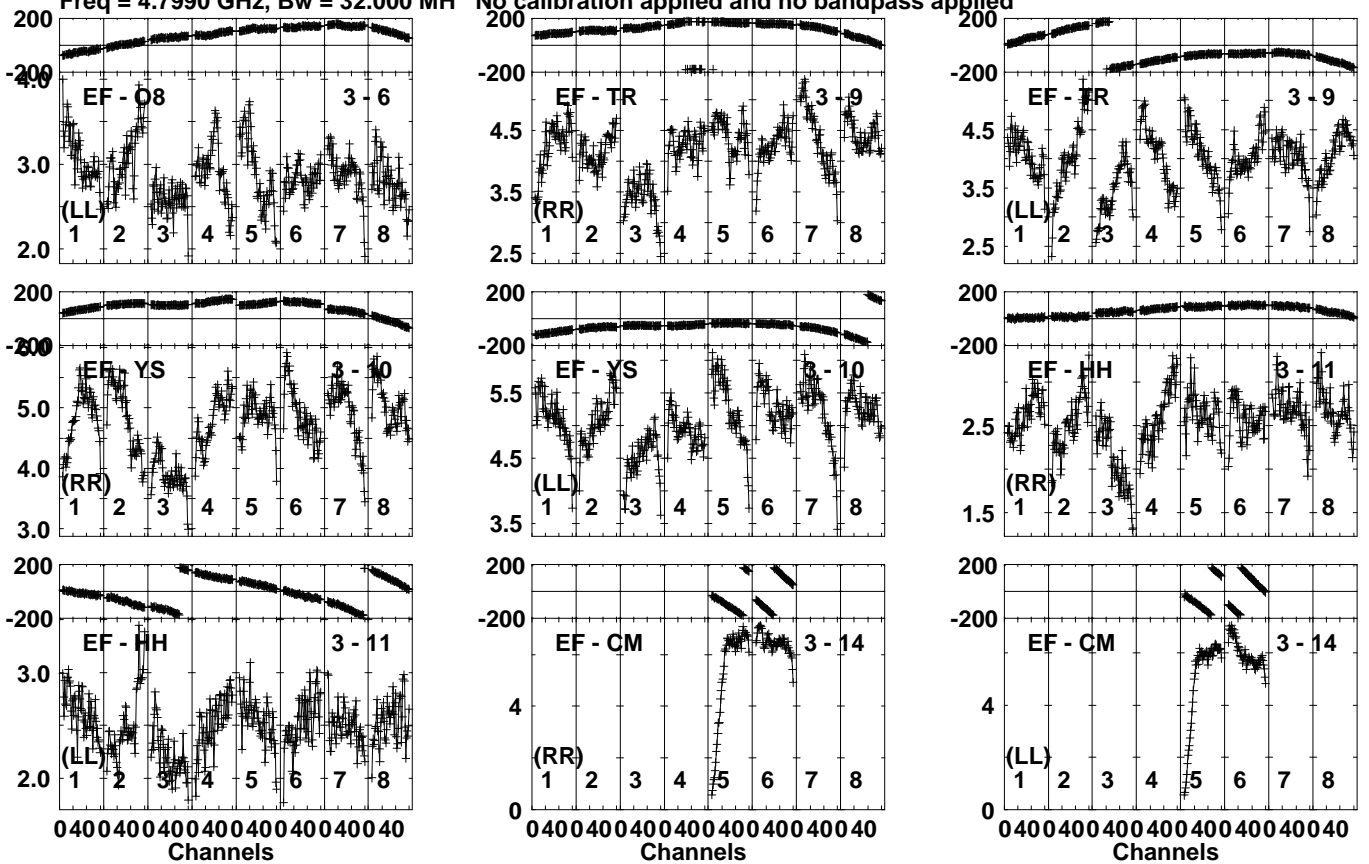 Freq = 4.7990 GHz, Bw = 32.000 MH No calibration applied and no bandpass applied
200
-200
4.0
3.0
2.0
EF - O8
3 - 6
(LL)
1 2 3 4 5 6 7 8
200
-200
4.5
3.5
2.5
EF - TR
3 - 9
(RR)
1 2 3 4 5 6 7 8
200
-200
4.5
3.5
2.5
EF - TR
3 - 9
(LL)
1 2 3 4 5 6 7 8
200
-200
6.0
5.0
4.0
3.0
EF - YS
3 - 10
(RR)
1 2 3 4 5 6 7 8
200
-200
5.5
4.5
3.5
EF - YS
3 - 10
(LL)
1 2 3 4 5 6 7 8
200
-200
2.5
1.5
EF - HH
3 - 11
(RR)
1 2 3 4 5 6 7 8
200
-200
3.0
2.0
EF - HH
3 - 11
(LL)
1 2 3 4 5 6 7 8
0 40 0 40 0 40 0 40 0 40 0 40 0 40 0 40
Channels
200
-200
4
0
EF - CM
3 - 14
(RR)
1 2 3 4 5 6 7 8
0 40 0 40 0 40 0 40 0 40 0 40 0 40 0 40
Channels
200
-200
4
0
EF - CM
3 - 14
(LL)
1 2 3 4 5 6 7 8
0 40 0 40 0 40 0 40 0 40 0 40 0 40 0 40
Channels